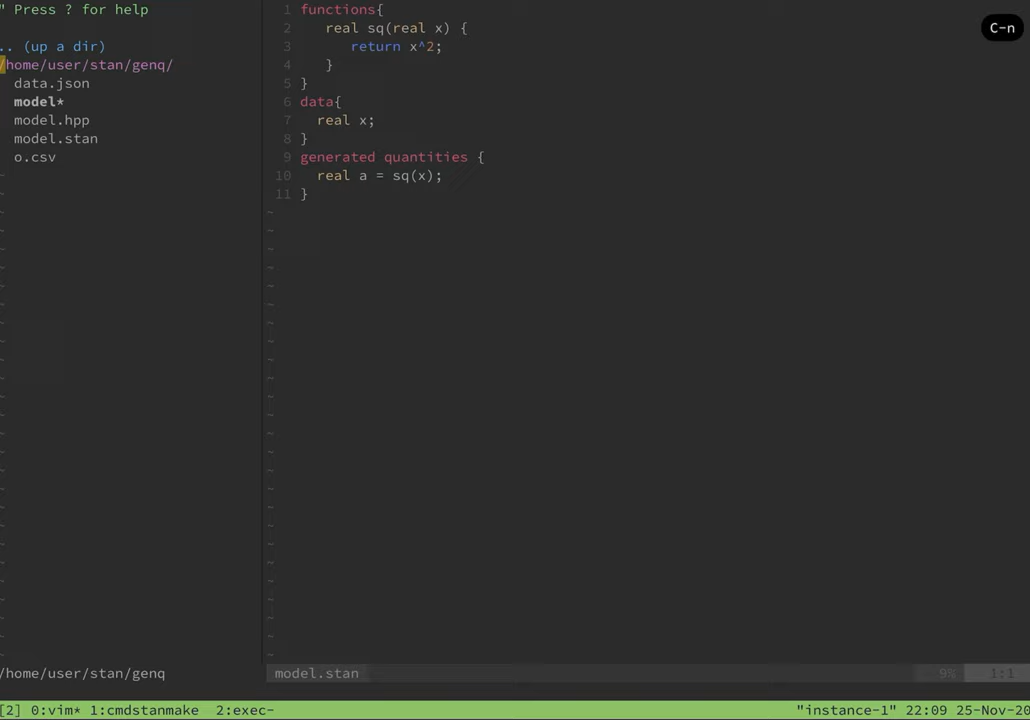 " Press ? for help
.. (up a dir)
/home/user/stan/genq/
data.json
model*
model.hpp
model.stan
o.csv
/home/user/stan/genq
1 functions{
2 real sq(real x) {
3 return x^2;
4 }
5 }
6 data{
7 real x;
8 }
9 generated quantities {
10 real a = sq(x);
11 }
C-n
model.stan 9% 1:1
[2] 0:vim* 1:cmdstanmake 2:exec- "instance-1" 22:09 25-Nov-20